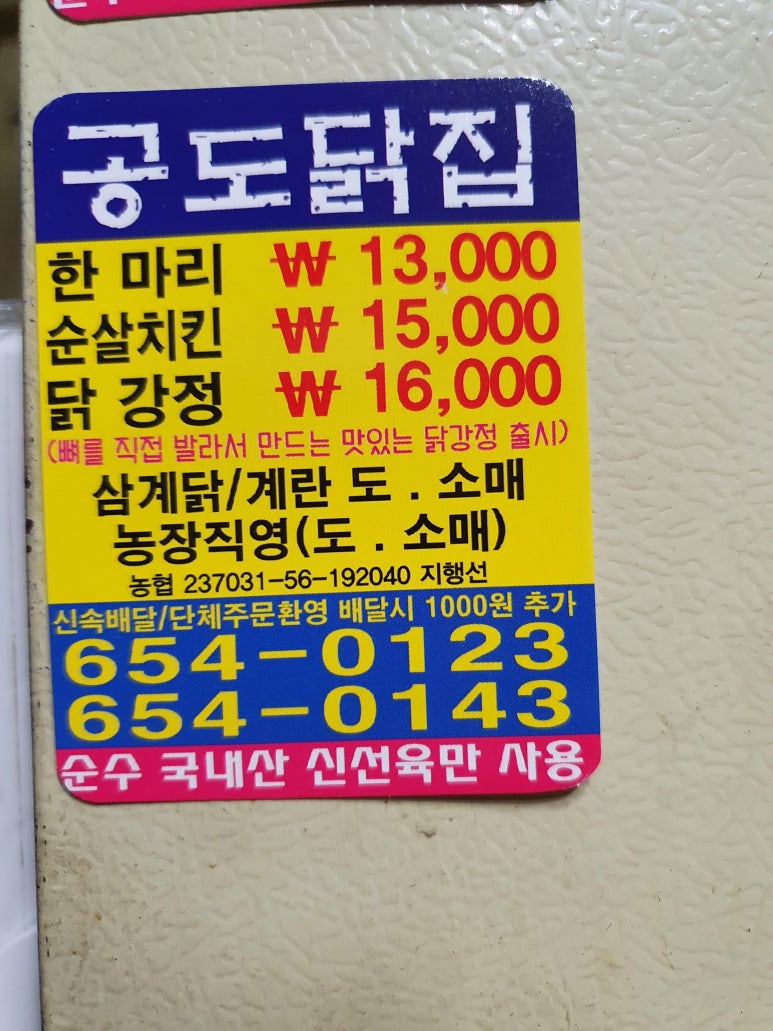 공도닭집
한 마리 ₩ 13,000
순살치킨 ₩ 15,000
닭 강정 ₩ 16,000
(뼈를 직접 발라서 만드는 맛있는 닭강정 출시)
삼계닭/계란 도 . 소매
농장직영(도 . 소매)
농협 237031-56-192040 지행선
신속배달/단체주문환영 배달시 1000원 추가
654-0123
654-0143
순수 국내산 신선육만 사용